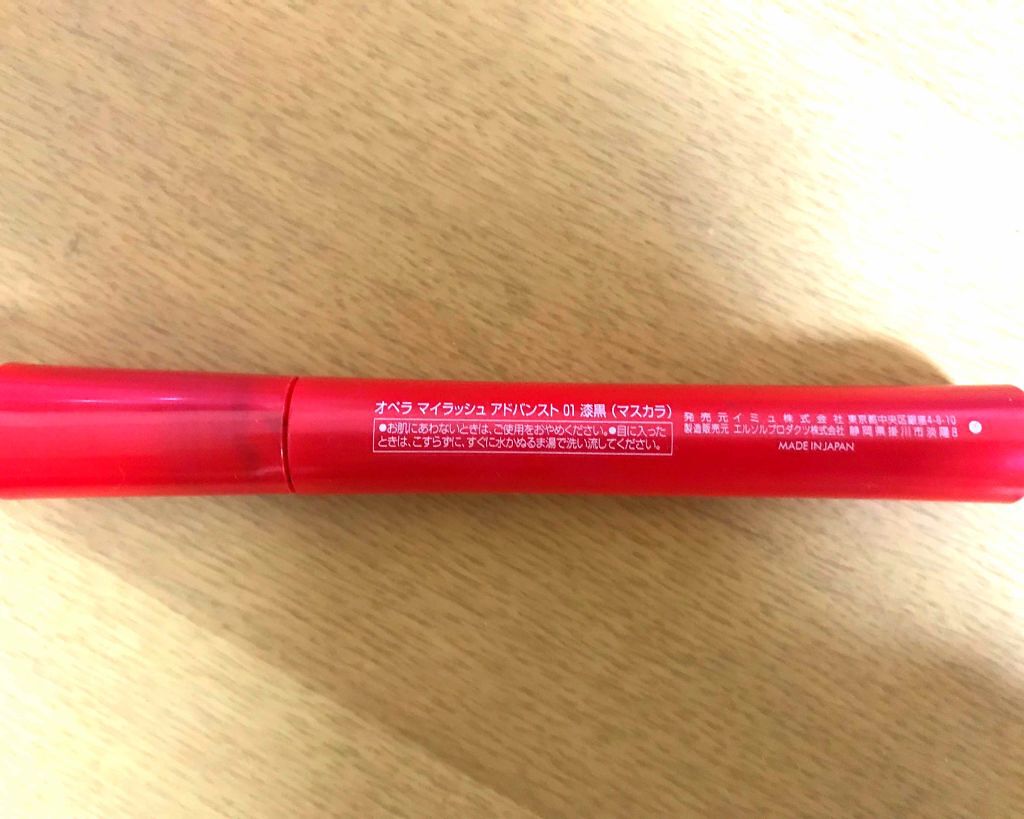 オペラ マイラッシュ アドバンスト 01 漆黒(マスカラ)
●お肌にあわないときは、ご使用をおやめください。●目に入った
ときは、こすらずに、すぐに水かぬるま湯で洗い流してください。
発売元イミュ株式会社 東京都中央区銀座4-8-10
製造販売元 エルソルプロダクツ株式会社 静岡県掛川市淡陽8
MADE IN JAPAN